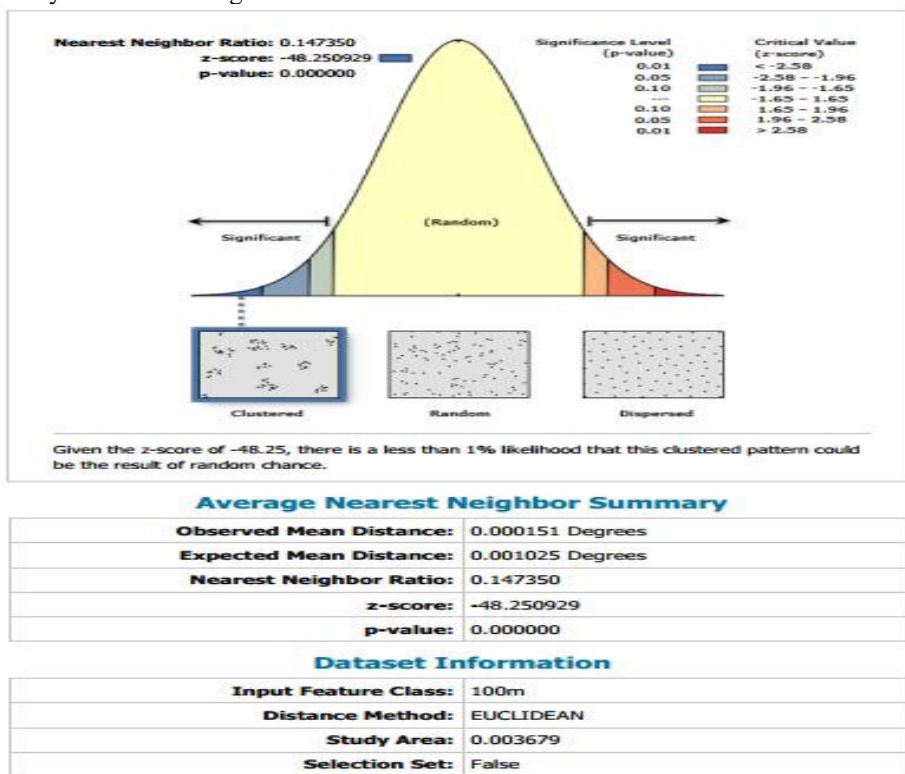 Nearest Neighbor Ratio: 0.147350
z-score: -48.250929
p-value: 0.000000
Significance Level
(p-value)
Critical Value
(z-score)
0.01 < -2.58
0.05 -2.58 - -1.96
0.10 -1.96 - -1.65
--- -1.65 - 1.65
0.10 1.65 - 1.96
0.05 1.96 - 2.58
0.01 > 2.58
(Random)
Significant
Significant
Clustered
Random
Dispersed
Given the z-score of -48.25, there is a less than 1% likelihood that this clustered pattern could
be the result of random chance.
Average Nearest Neighbor Summary
Observed Mean Distance: 0.000151 Degrees
Expected Mean Distance: 0.001025 Degrees
Nearest Neighbor Ratio: 0.147350
z-score: -48.250929
p-value: 0.000000
Dataset Information
Input Feature Class: 100m
Distance Method: EUCLIDEAN
Study Area: 0.003679
Selection Set: False